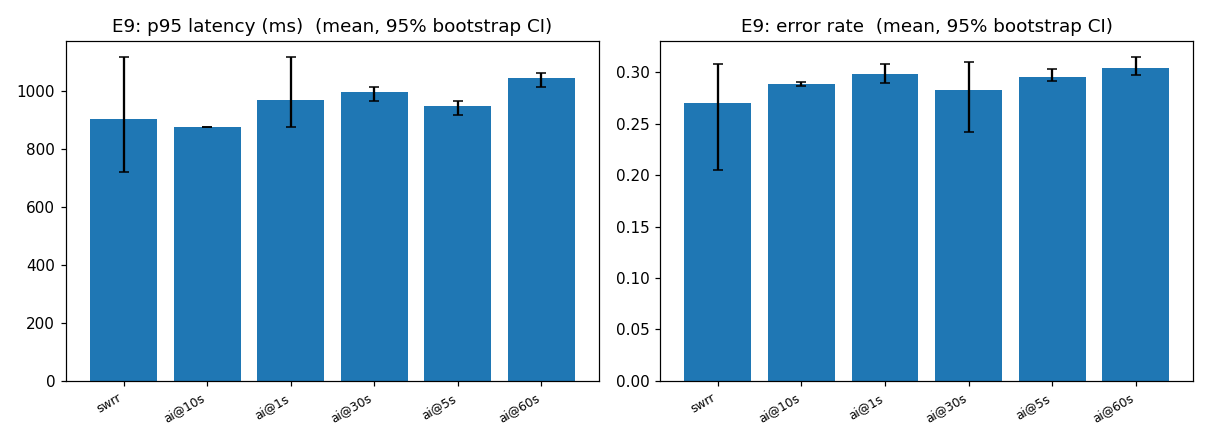 E9: p95 latency (ms)  (mean, 95% bootstrap CI)
1000
800
600
400
200
0
swrr
ai@10s
ai@1s
ai@30s
ai@5s
ai@60s
E9: error rate  (mean, 95% bootstrap CI)
0.30
0.25
0.20
0.15
0.10
0.05
0.00
swrr
ai@10s
ai@1s
ai@30s
ai@5s
ai@60s